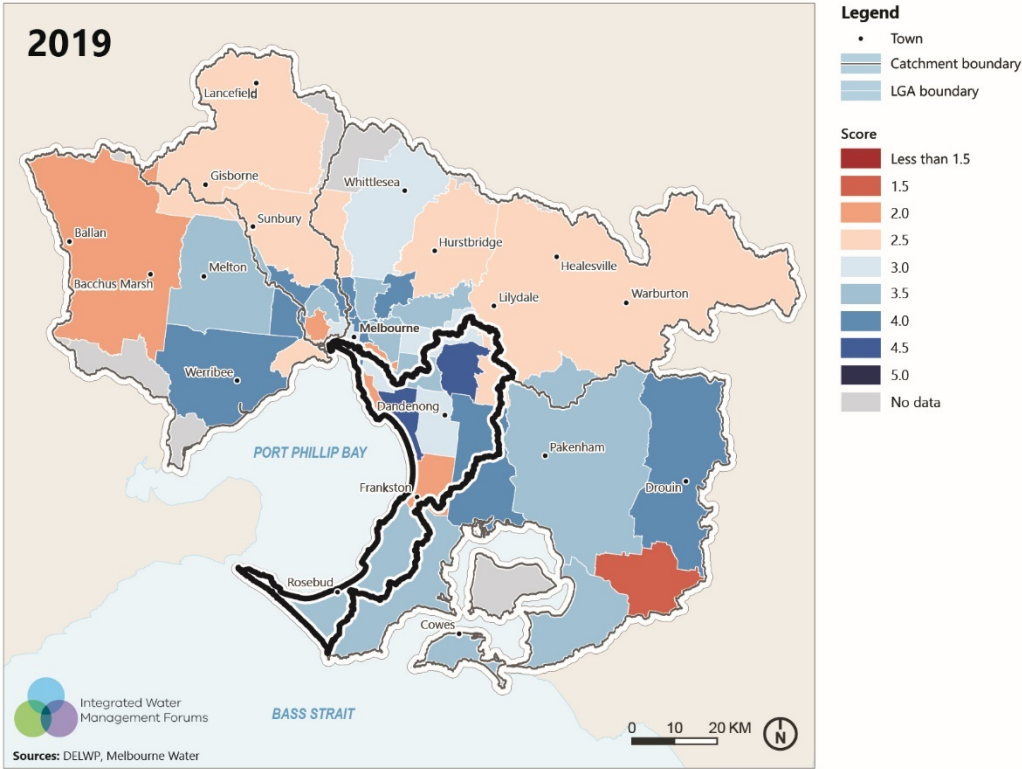 2019
Legend
Town
Catchment boundary
LGA boundary
Score
Less than 1.5
1.5
2.0
2.5
3.0
3.5
4.0
4.5
5.0
No data
Lancefield
Gisborne
Whittlesea
Sunbury
Ballan
Hurstbridge
Melton
Healesville
Bacchus Marsh
Lilydale
Warburton
Melbourne
Werribee
Dandenong
PORT PHILLIP BAY
Pakenham
Frankston
Drouin
Rosebud
Cowes
Integrated Water
Management Forums
BASS STRAIT
0 10 20 KM
N
Sources: DELWP, Melbourne Water